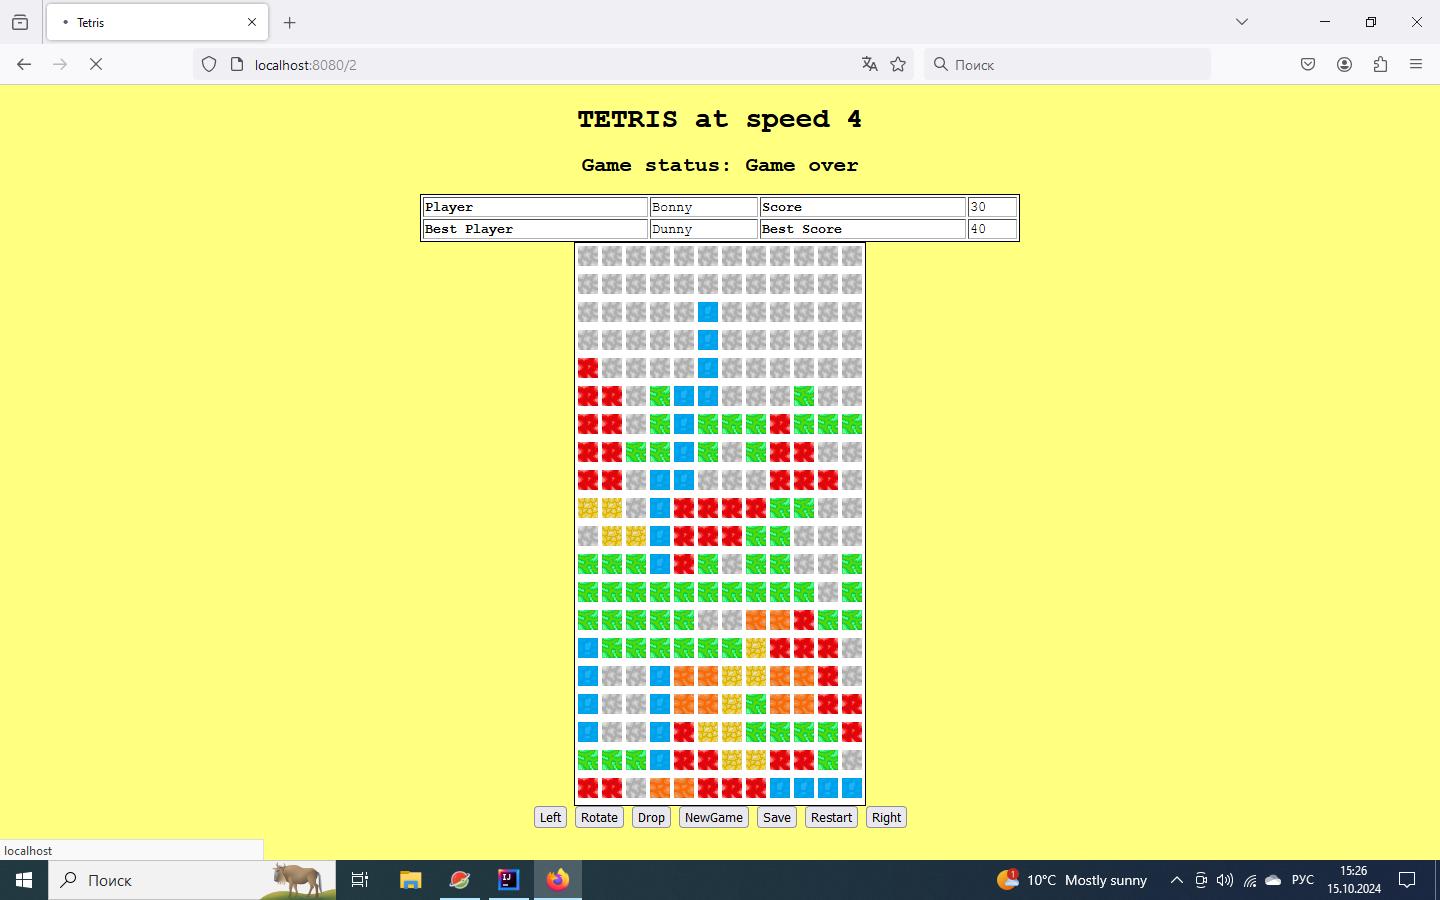 Tetris
localhost:8080/2
Поиск
TETRIS at speed 4
Game status: Game over
Player Bonny Score 30
Best Player Dunny Best Score 40
Left Rotate Drop NewGame Save Restart Right
localhost
Поиск
1 10°C Mostly sunny РУС 15:26
15.10.2024